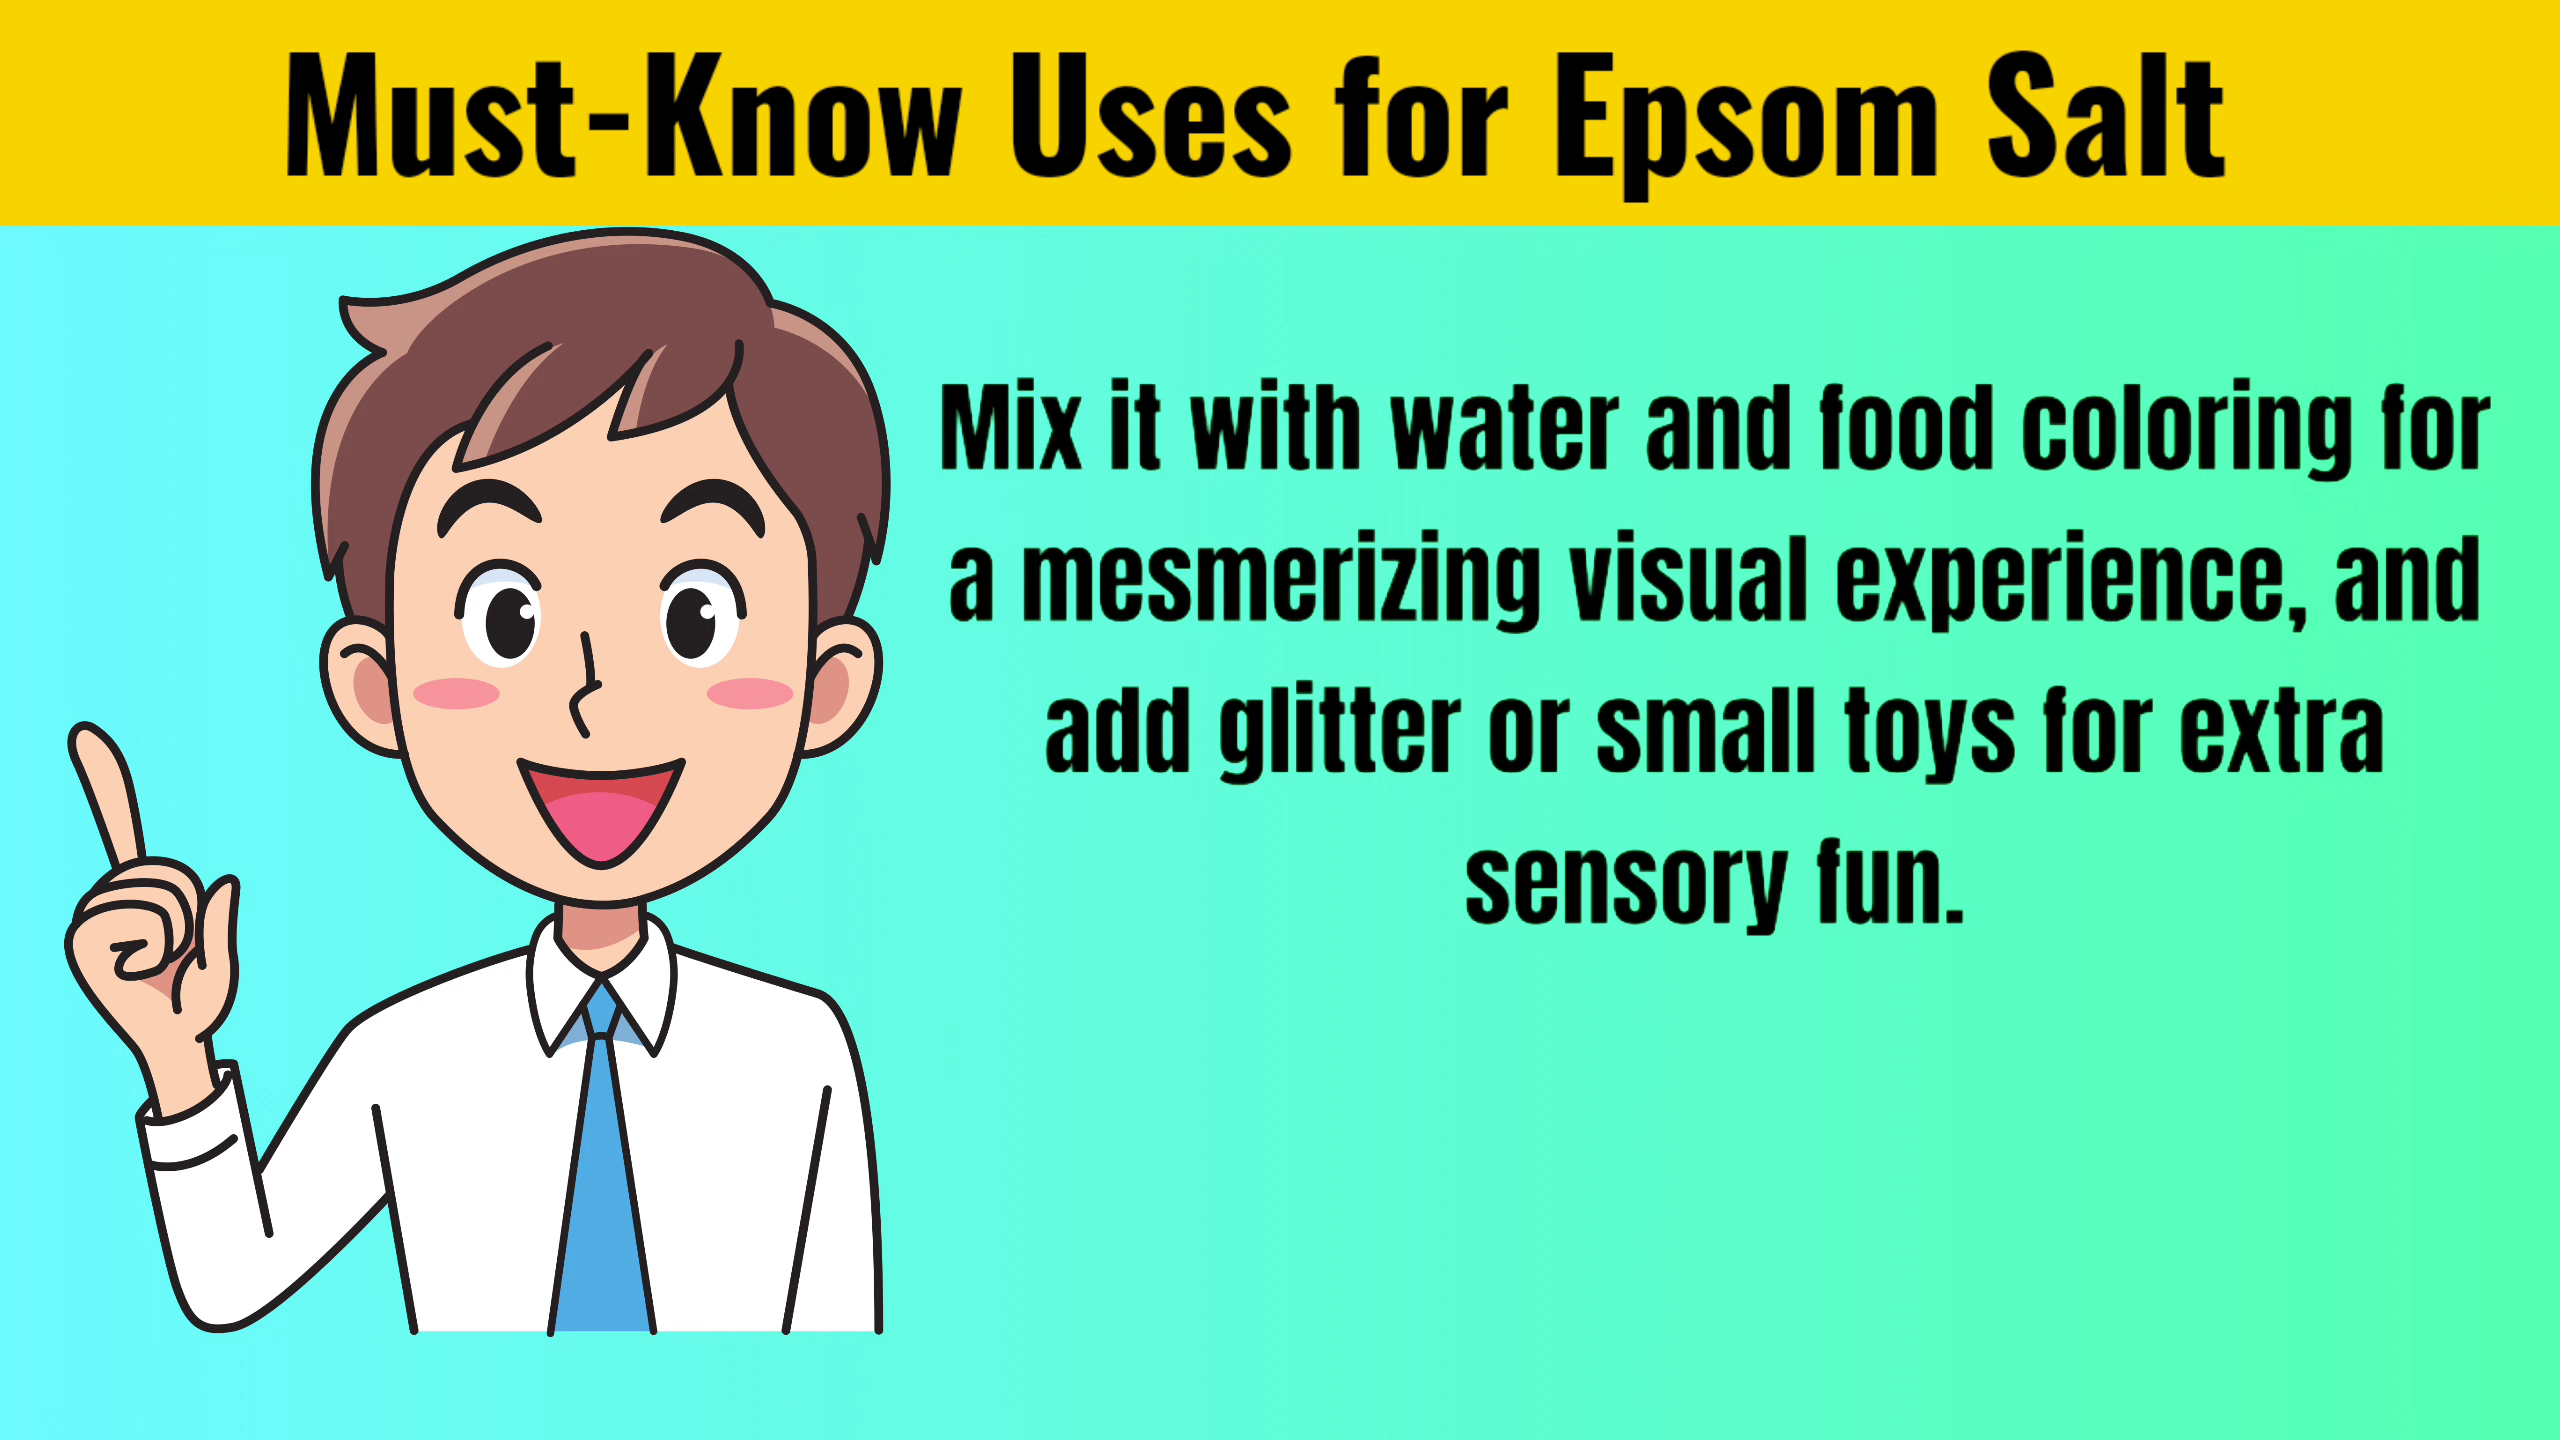 Must-Know Uses for Epsom Salt
Mix it with water and food coloring for
a mesmerizing visual experience, and
add glitter or small toys for extra
sensory fun.